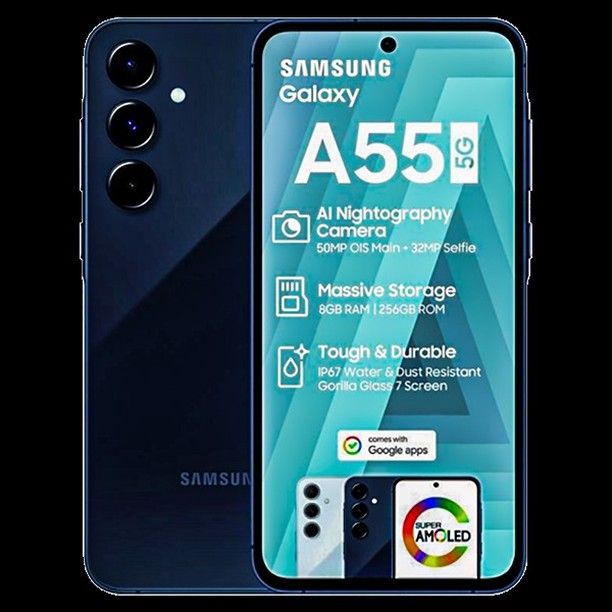 SAMSUNG
Galaxy
A55 5G
AI Nightography
Camera
50MP OIS Main + 32MP Selfie
Massive Storage
8GB RAM | 256GB ROM
Tough & Durable
IP67 Water & Dust Resistant
Gorilla Glass 7 Screen
comes with
Google apps
SUPER
AMOLED
SAMSUN